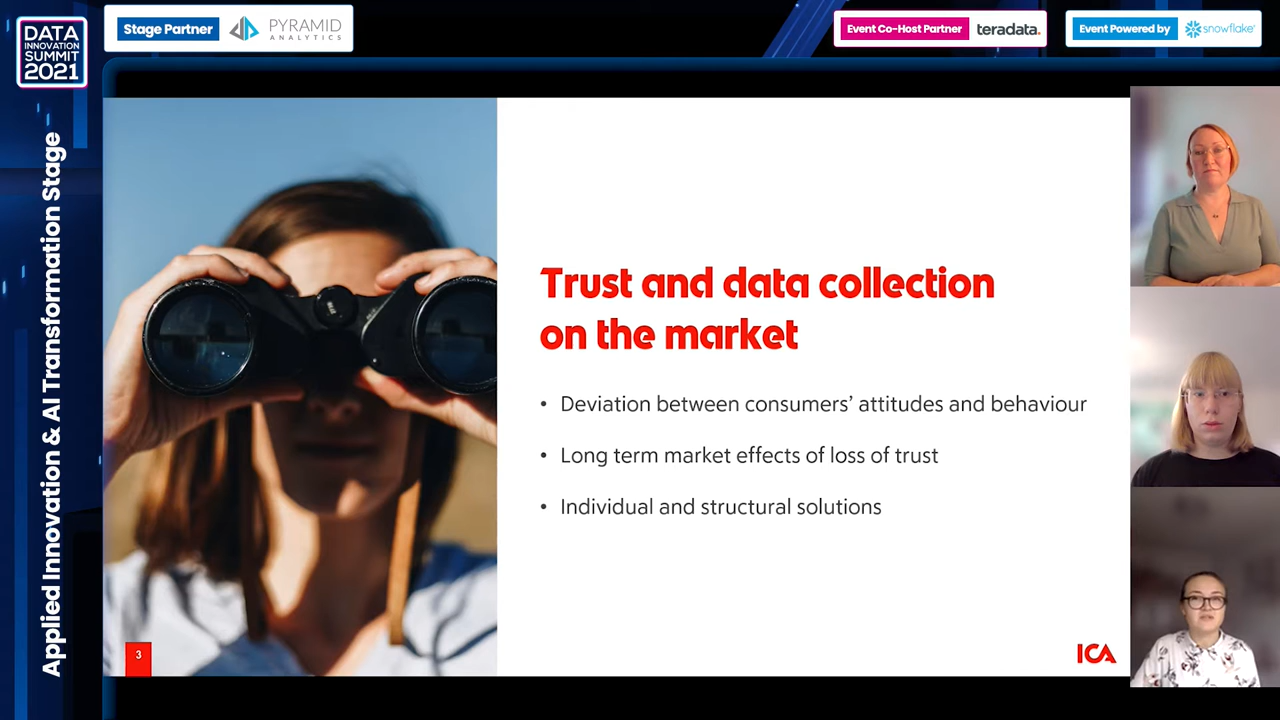 DATA
INNOVATION
SUMMIT
2021
Stage Partner
PYRAMID
ANALYTICS
Event Co-Host Partner
teradata.
Event Powered by
snowflake
Applied Innovation & AI Transformation Stage
Trust and data collection
on the market
• Deviation between consumers’ attitudes and behaviour
• Long term market effects of loss of trust
• Individual and structural solutions
3
ICA